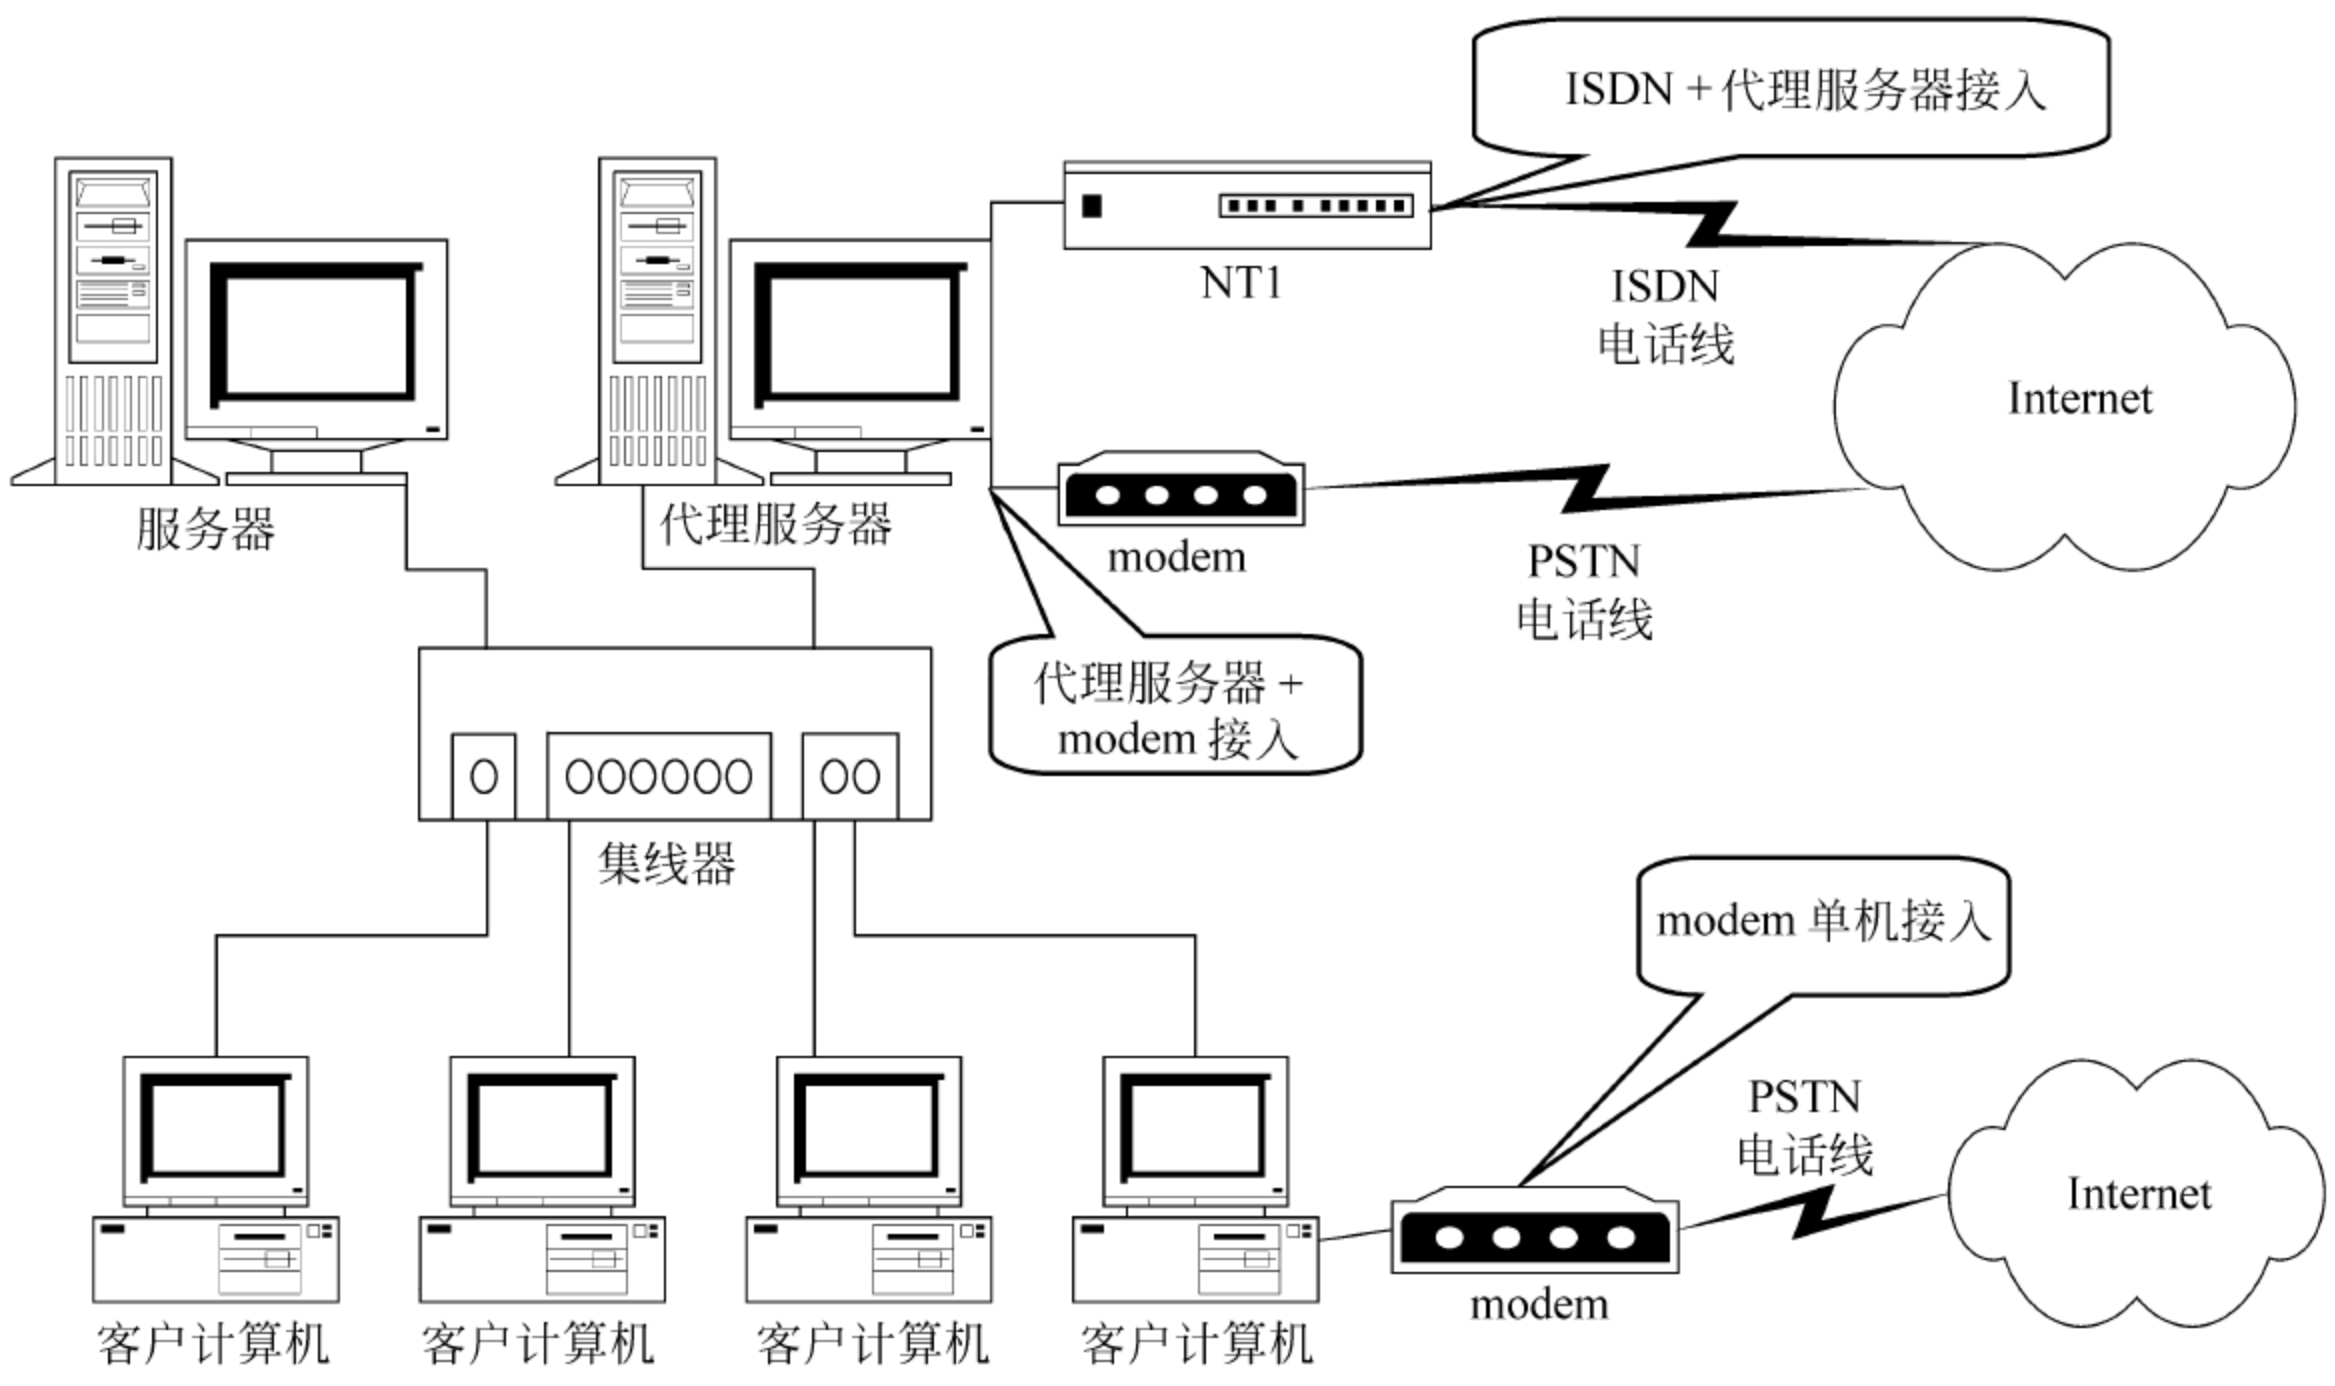 ISDN + 代理服务器接入
NT1
ISDN
电话线
Internet
服务器
代理服务器
modem
PSTN
电话线
代理服务器 +
modem 接入
集线器
modem 单机接入
PSTN
电话线
Internet
modem
客户计算机
客户计算机
客户计算机
客户计算机